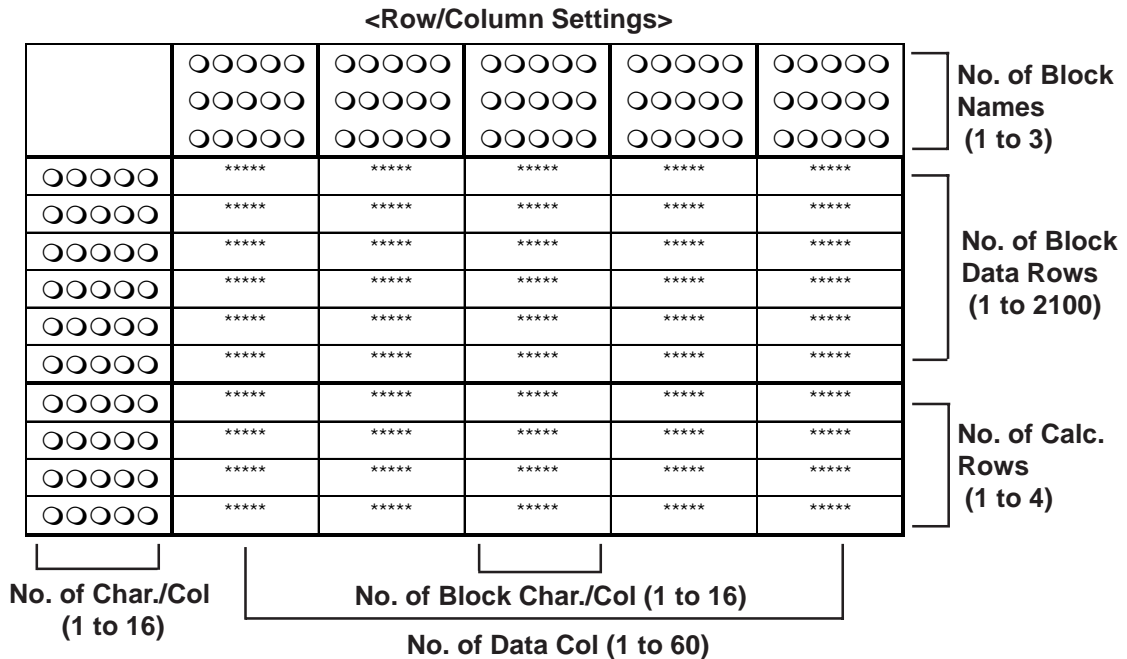 <Row/Column Settings>
No. of Block
Names
(1 to 3)
❍❍❍❍❍ ❍❍❍❍❍ ❍❍❍❍❍ ❍❍❍❍❍ ❍❍❍❍❍
❍❍❍❍❍ ❍❍❍❍❍ ❍❍❍❍❍ ❍❍❍❍❍ ❍❍❍❍❍
❍❍❍❍❍ ❍❍❍❍❍ ❍❍❍❍❍ ❍❍❍❍❍ ❍❍❍❍❍
❍❍❍❍❍ ***** ***** ***** ***** *****
❍❍❍❍❍ ***** ***** ***** ***** *****
❍❍❍❍❍ ***** ***** ***** ***** *****
❍❍❍❍❍ ***** ***** ***** ***** *****
❍❍❍❍❍ ***** ***** ***** ***** *****
❍❍❍❍❍ ***** ***** ***** ***** *****
No. of Block
Data Rows
(1 to 2100)
❍❍❍❍❍ ***** ***** ***** ***** *****
❍❍❍❍❍ ***** ***** ***** ***** *****
❍❍❍❍❍ ***** ***** ***** ***** *****
❍❍❍❍❍ ***** ***** ***** ***** *****
No. of Calc.
Rows
(1 to 4)
No. of Char./Col
(1 to 16)
No. of Block Char./Col (1 to 16)
No. of Data Col (1 to 60)